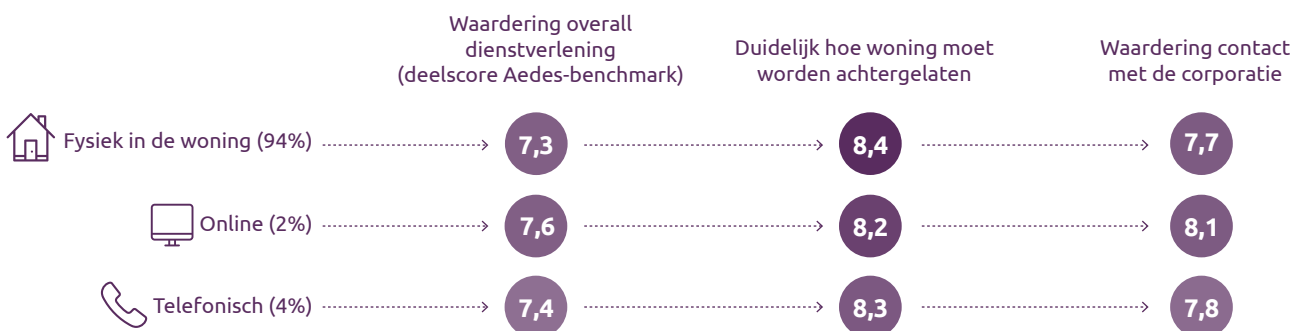 Waardering overall
dienstverlening
(deelscore Aedes-benchmark)
Duidelijk hoe woning moet
worden achtergelaten
Waardering contact
met de corporatie
Fysiek in de woning (94%)
7,3
8,4
7,7
Online (2%)
7,6
8,2
8,1
Telefonisch (4%)
7,4
8,3
7,8